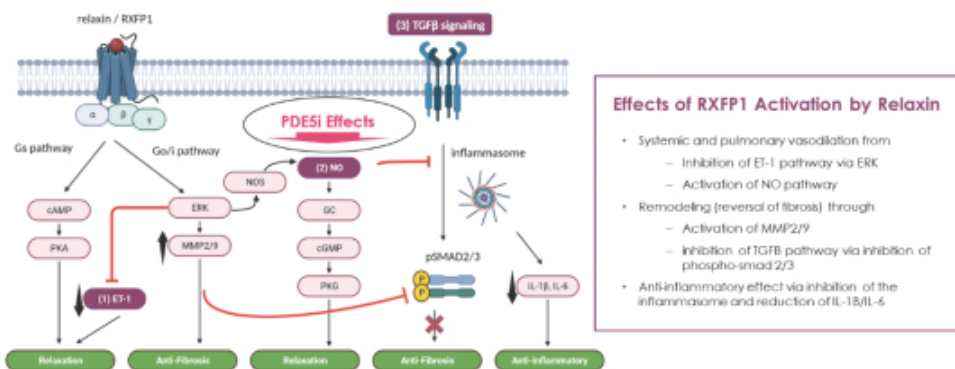 relaxin / RXFP1
(3) TGFβ signaling
α
β
γ
PDE5i Effects
Gs pathway
Go/i pathway
inflammasome
NOS
(2) NO
cAMP
ERK
GC
PKA
MMP2/9
cGMP
pSMAD2/3
(1) ET-1
PKG
P
P
IL-1β, IL-6
Relaxation
Anti-Fibrosis
Relaxation
Anti-Fibrosis
Anti-Inflammatory
Effects of RXFP1 Activation by Relaxin
• Systemic and pulmonary vasodilation from
– Inhibition of ET-1 pathway via ERK
– Activation of NO pathway
• Remodeling (reversal of fibrosis) through
– Activation of MMP2/9
– inhibition of TGFB pathway via inhibition of
phospho-smad 2/3
• Anti-inflammatory effect via inhibition of the
inflammasome and reduction of IL-1B/IL-6